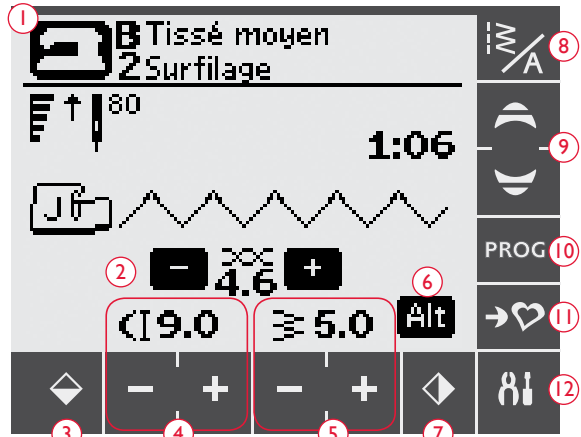 1
B Tissé moyen
2 Surfilage
8
80
1:06
9
J
2
- 4.6 +
6
PROG 10
9.0
5.0
Alt
A
11
- +
- +
12
3
4
5
7